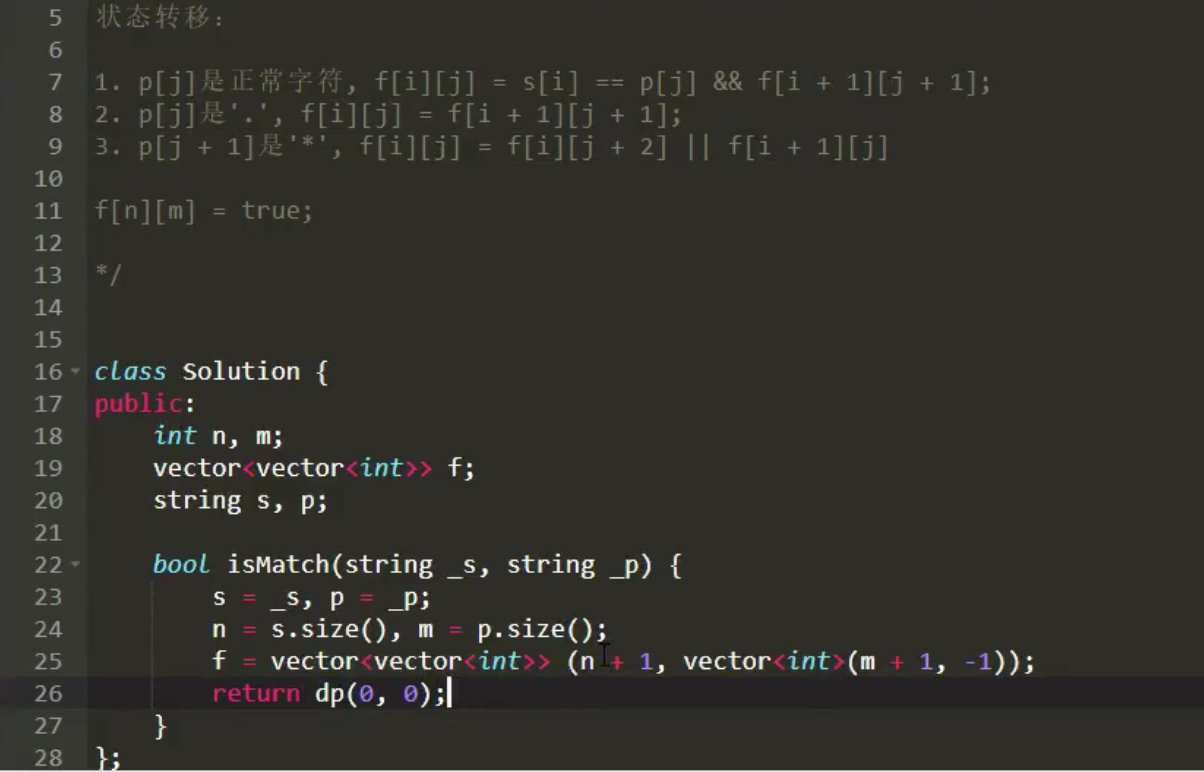 5 状态转移:
6
7 1. p[j]是正常字符, f[i][j] = s[i] == p[j] && f[i + 1][j + 1];
8 2. p[j]是'.', f[i][j] = f[i + 1][j + 1];
9 3. p[j + 1]是'*', f[i][j] = f[i][j + 2] || f[i + 1][j]
10
11 f[n][m] = true;
12
13 */
14
15
16 class Solution {
17 public:
18     int n, m;
19     vector<vector<int>> f;
20     string s, p;
21
22     bool isMatch(string _s, string _p) {
23         s = _s, p = _p;
24         n = s.size(), m = p.size();
25         f = vector<vector<int>> (n + 1, vector<int>(m + 1, -1));
26         return dp(0, 0);
27     }
28 };